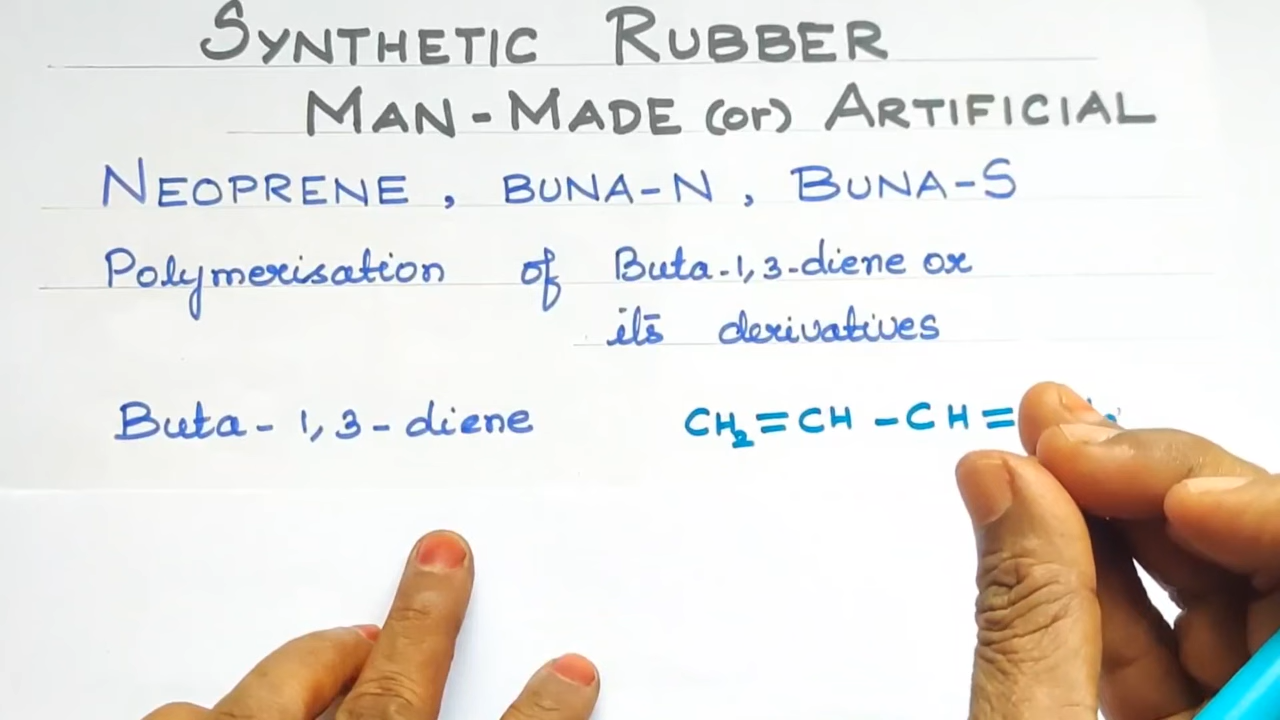 SYNTHETIC RUBBER
MAN-MADE (or) ARTIFICIAL
NEOPRENE, BUNA-N, BUNA-S
Polymerisation of Buta-1,3-diene or
its derivatives
Buta-1,3-diene CH₂=CH-CH=